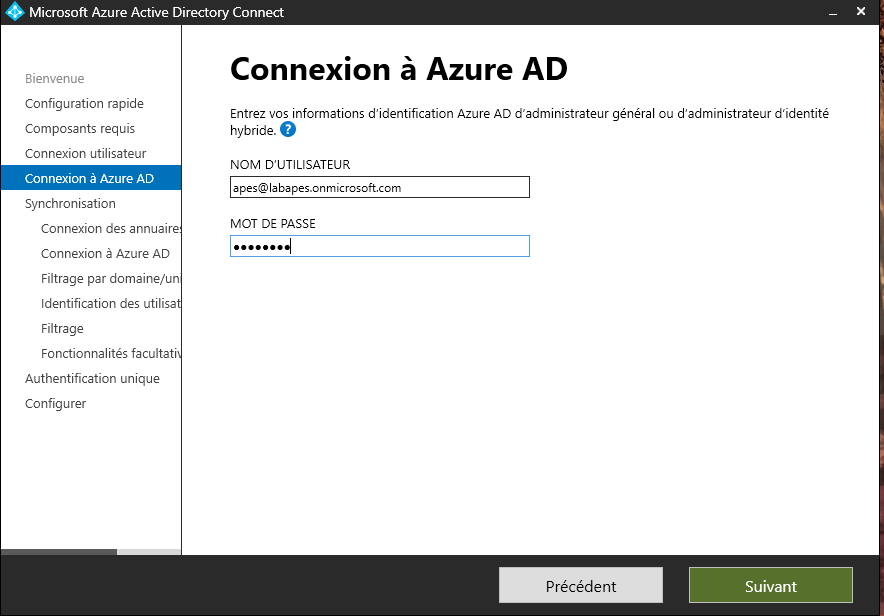 Microsoft Azure Active Directory Connect
Bienvenue
Configuration rapide
Composants requis
Connexion utilisateur
Connexion à Azure AD
Synchronisation
Connexion des annuaires
Connexion à Azure AD
Filtrage par domaine/uni
Identification des utilisat
Filtrage
Fonctionnalités facultativ
Authentification unique
Configurer
Connexion à Azure AD
Entrez vos informations d'identification Azure AD d'administrateur général ou d'administrateur d'identité
hybride. ?
NOM D'UTILISATEUR
apes@labapes.onmicrosoft.com
MOT DE PASSE
●●●●●●●●
Précédent
Suivant